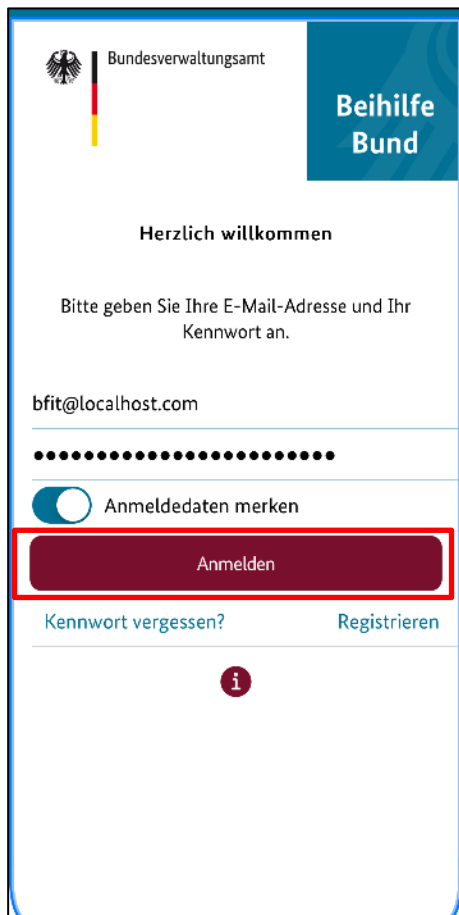 Bundesverwaltungsamt
Beihilfe
Bund
Herzlich willkommen
Bitte geben Sie Ihre E-Mail-Adresse und Ihr
Kennwort an.
bfit@localhost.com
●●●●●●●●●●●●●●●●●●●●●●●●
Anmeldedaten merken
Anmelden
Kennwort vergessen? Registrieren
i